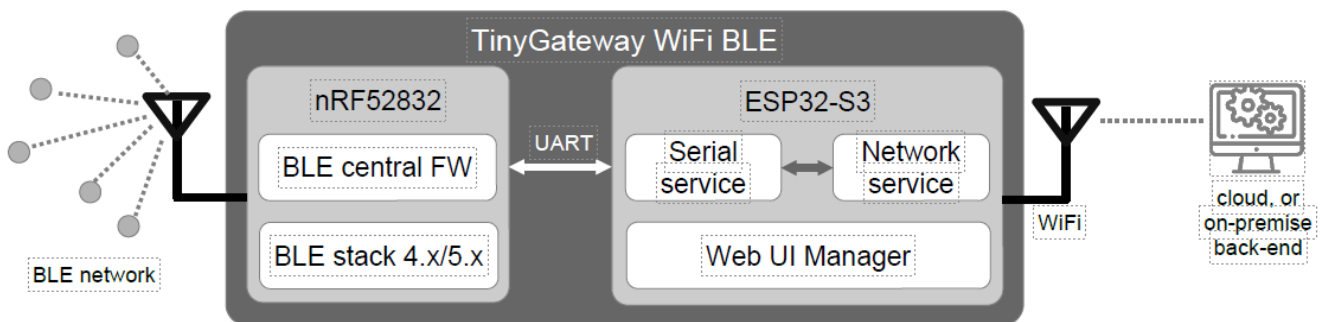 TinyGateway WiFi BLE
nRF52832
BLE central FW
BLE stack 4.x/5.x
BLE network
UART
ESP32-S3
Serial
service
Network
service
Web UI Manager
WiFi
cloud, or
on-premise
back-end